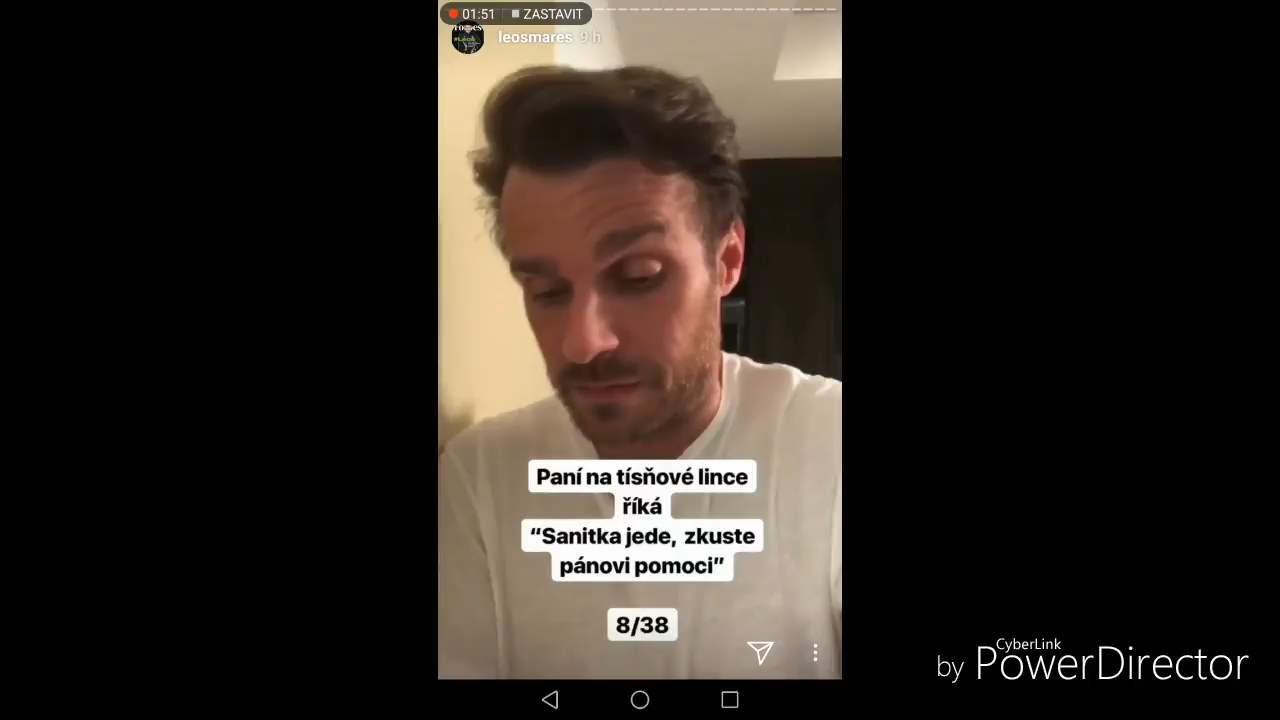 01:51 ZASTAVIT
leosmares 9 h
Paní na tísňové lince
říká
“Sanitka jede, zkuste
pánovi pomoci”
8/38
CyberLink
by PowerDirector